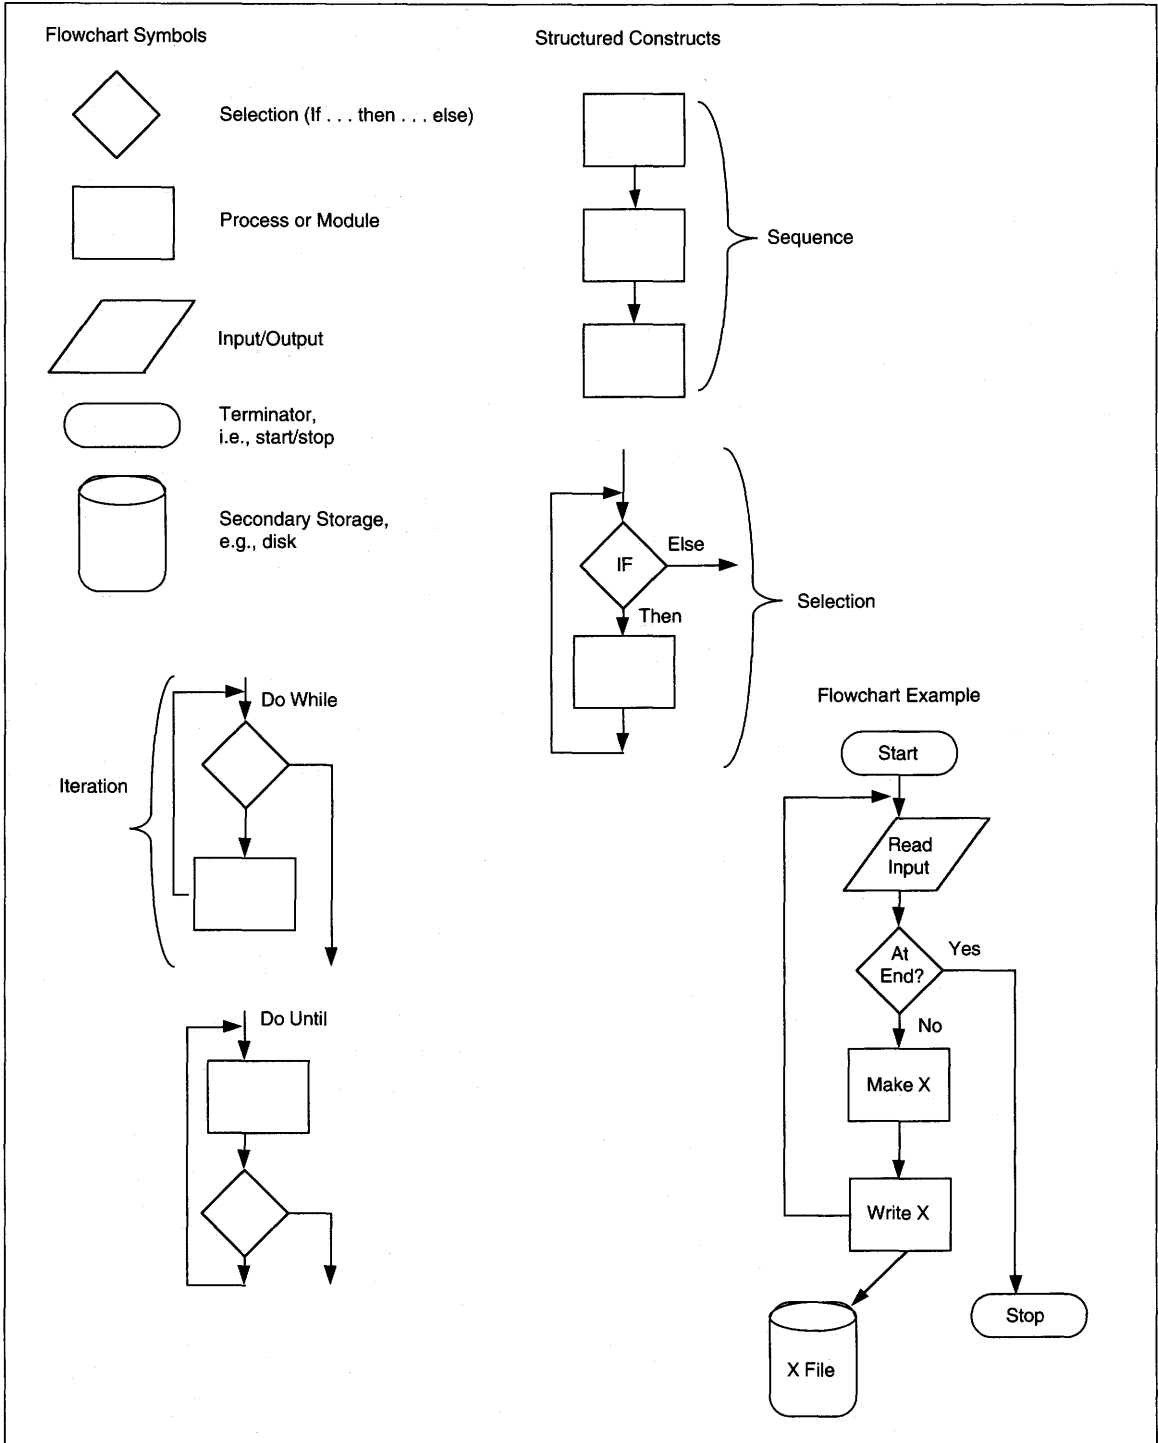 Flowchart Symbols
Selection (If . . . then . . . else)
Process or Module
Input/Output
Terminator,
i.e., start/stop
Secondary Storage,
e.g., disk
Structured Constructs
Sequence
IF
Else
Then
Selection
Iteration
Do While
Do Until
Flowchart Example
Start
Read
Input
At
End?
Yes
No
Make X
Write X
X File
Stop